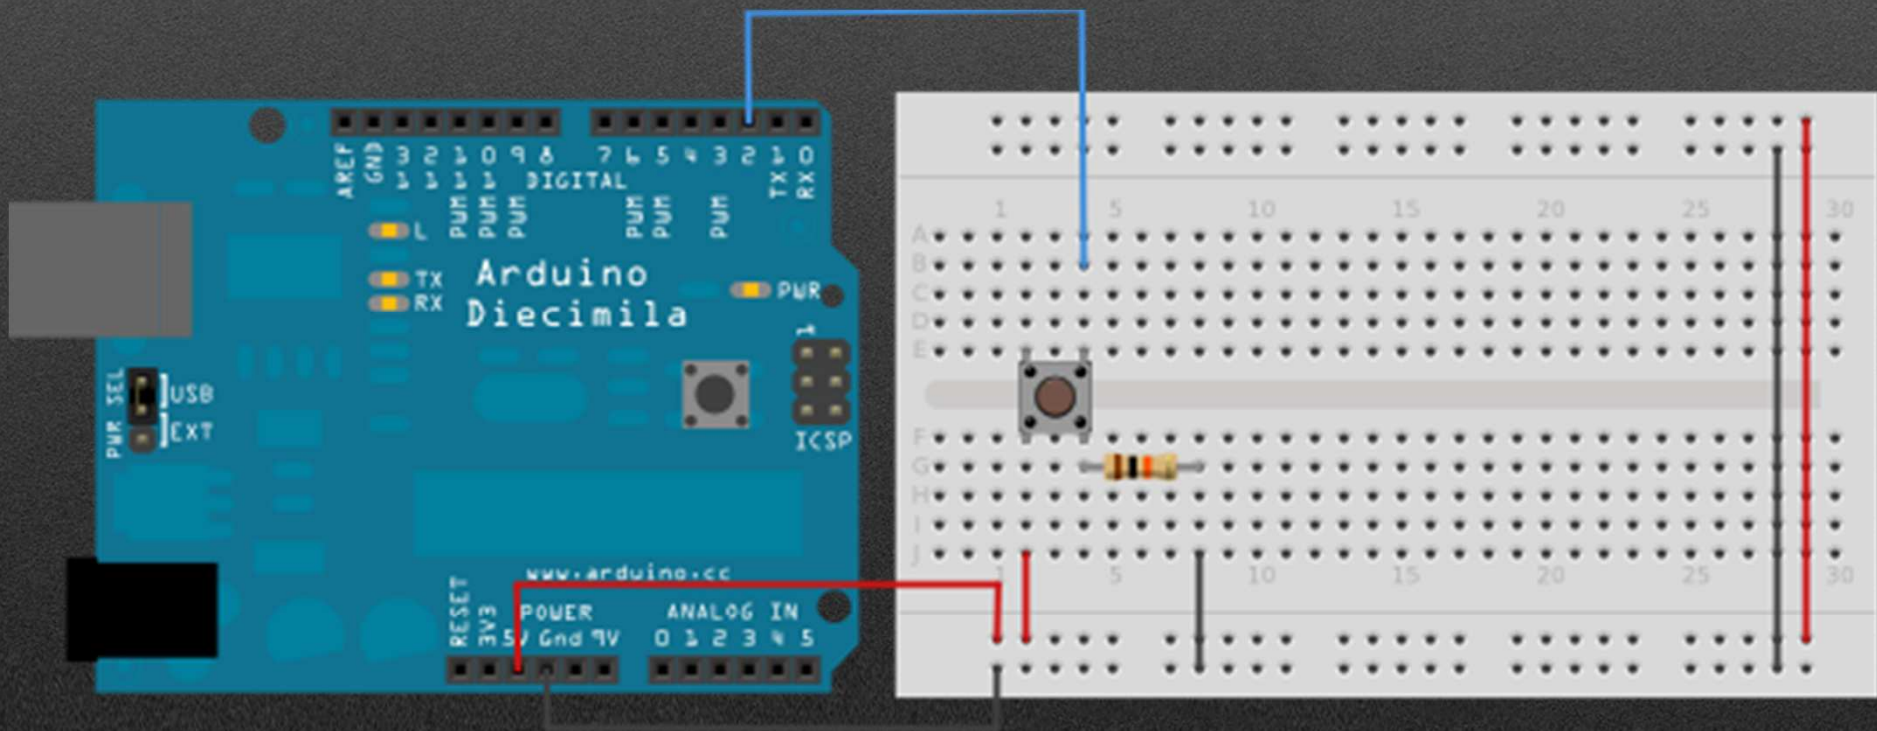 AREF GND 13 12 11 10 9 8 7 6 5 4 3 2 TX 1 RX 0
DIGITAL
PWM PWM PWM PWM PWM PWM
L
TX
RX
Arduino
Diecimila
PWR
1
ICSP
PWR SEL
USB
EXT
www.arduino.cc
RESET 3V3
POWER
5V Gnd 9V
ANALOG IN
0 1 2 3 4 5
1 5 10 15 20 25 30
A
B
C
D
E
F
G
H
I
J
1 5 10 15 20 25 30